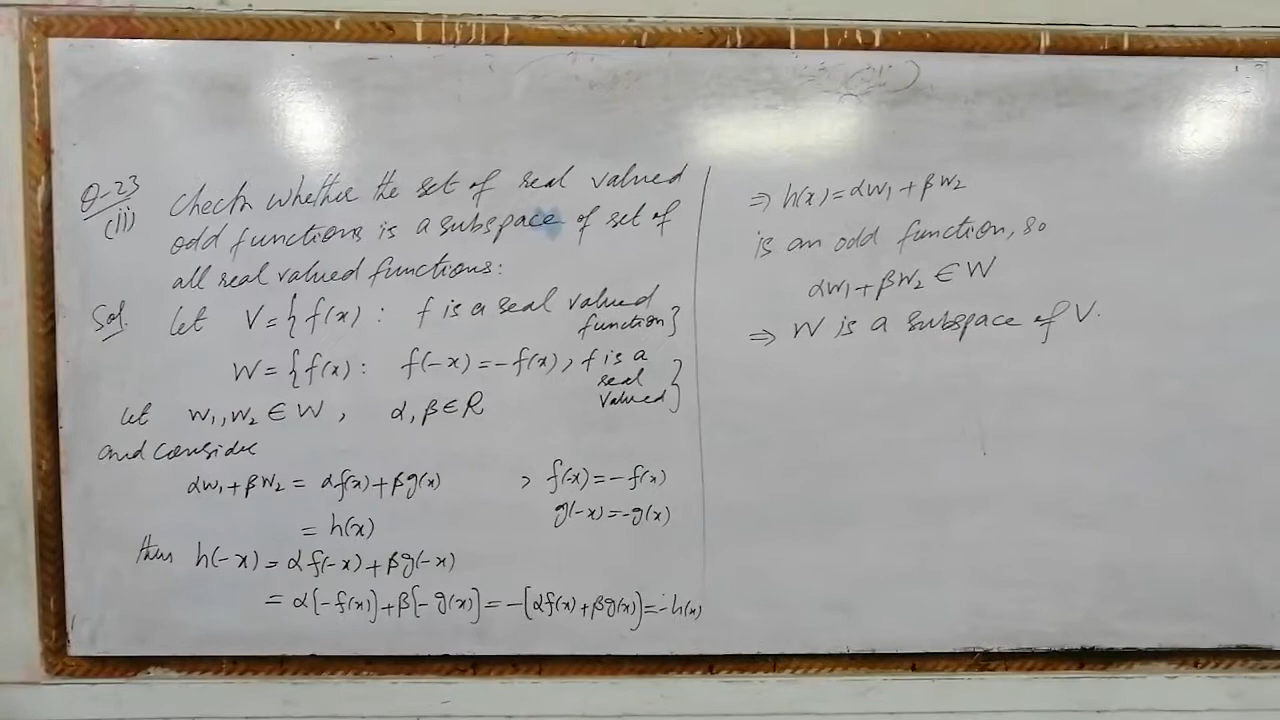 Q-23 Check whether the set of real valued
(ii) odd functions is a subspace of set of
all real valued functions:
Sol. Let V = { f(x) : f is a real valued
function}
W = { f(x) : f(-x) = -f(x), f is a
real
valued }
Let w₁, w₂ ∈ W, α, β ∈ R
and consider
αw₁ + βw₂ = αf(x) + βg(x) , f(-x) = -f(x)
= h(x) g(-x) = -g(x)
then h(-x) = αf(-x) + βg(-x)
= α[-f(x)] + β[-g(x)] = -[αf(x) + βg(x)] = -h(x)
⇒ h(x) = αw₁ + βw₂
is an odd function, so
αw₁ + βw₂ ∈ W
⇒ W is a subspace of V.